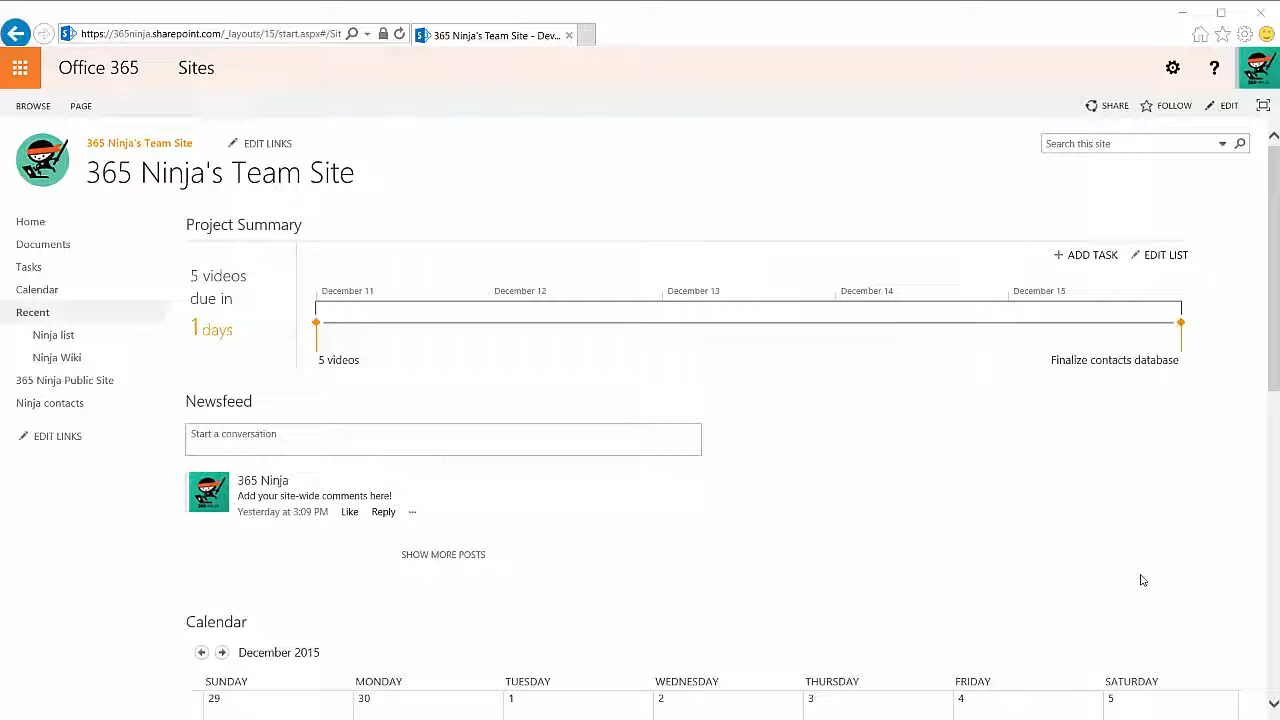 https://365ninja.sharepoint.com/_layouts/15/start.aspx#/Sit
365 Ninja's Team Site - Dev...
Office 365 Sites
BROWSE PAGE
SHARE FOLLOW EDIT
365 Ninja's Team Site EDIT LINKS
365 Ninja's Team Site
Search this site
Home
Documents
Tasks
Calendar
Recent
Ninja list
Ninja Wiki
365 Ninja Public Site
Ninja contacts
EDIT LINKS
Project Summary
+ ADD TASK EDIT LIST
5 videos
due in
1 days
December 11 December 12 December 13 December 14 December 15
5 videos Finalize contacts database
Newsfeed
Start a conversation
365 Ninja
Add your site-wide comments here!
Yesterday at 3:09 PM Like Reply ...
SHOW MORE POSTS
Calendar
December 2015
SUNDAY MONDAY TUESDAY WEDNESDAY THURSDAY FRIDAY SATURDAY
29 30 1 2 3 4 5